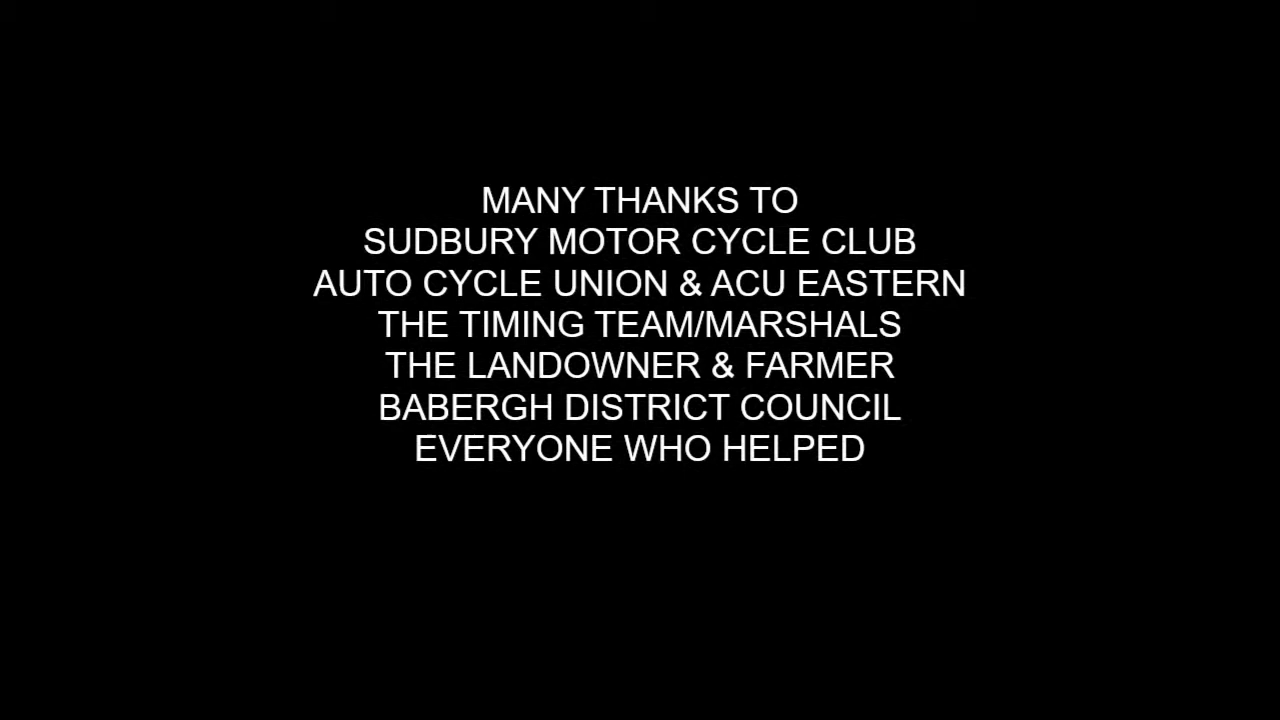 MANY THANKS TO
SUDBURY MOTOR CYCLE CLUB
AUTO CYCLE UNION & ACU EASTERN
THE TIMING TEAM/MARSHALS
THE LANDOWNER & FARMER
BABERGH DISTRICT COUNCIL
EVERYONE WHO HELPED